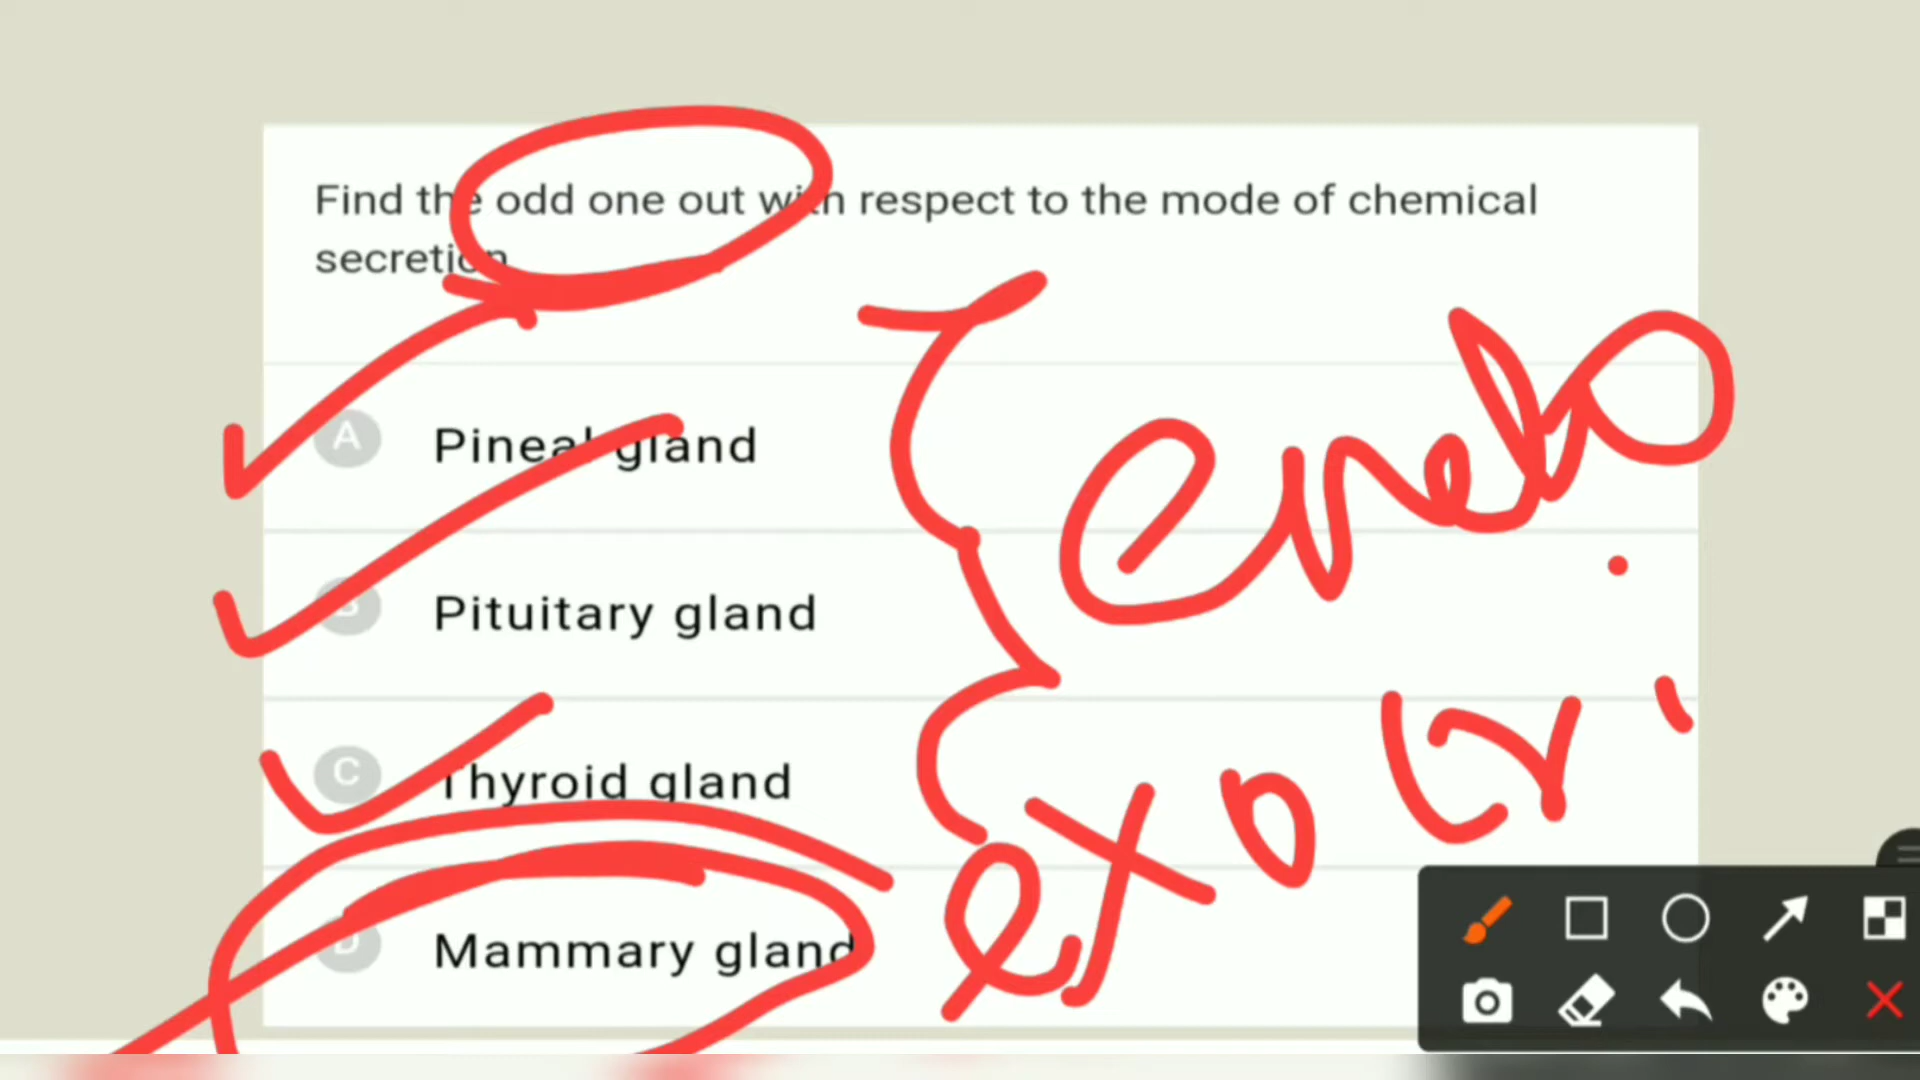 Find the odd one out with respect to the mode of chemical
secretion
A Pineal gland
B Pituitary gland
C Thyroid gland
D Mammary gland
endo
exo